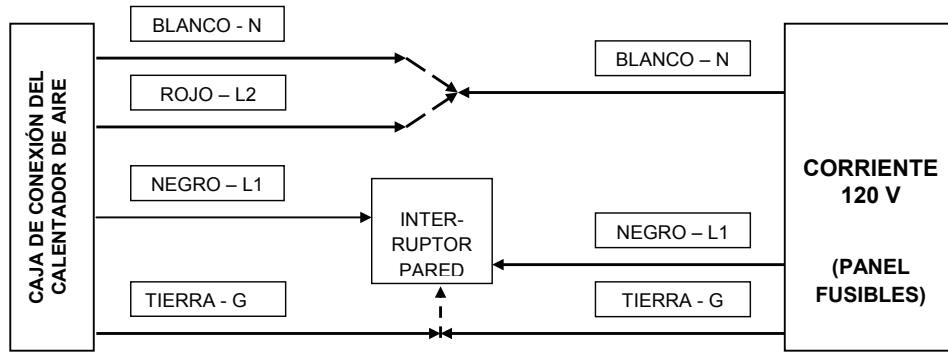 CAJA DE CONEXIÓN DEL
CALENTADOR DE AIRE
BLANCO - N
ROJO – L2
NEGRO – L1
TIERRA - G
INTER-
RUPTOR
PARED
BLANCO – N
NEGRO – L1
TIERRA - G
CORRIENTE
120 V
(PANEL
FUSIBLES)